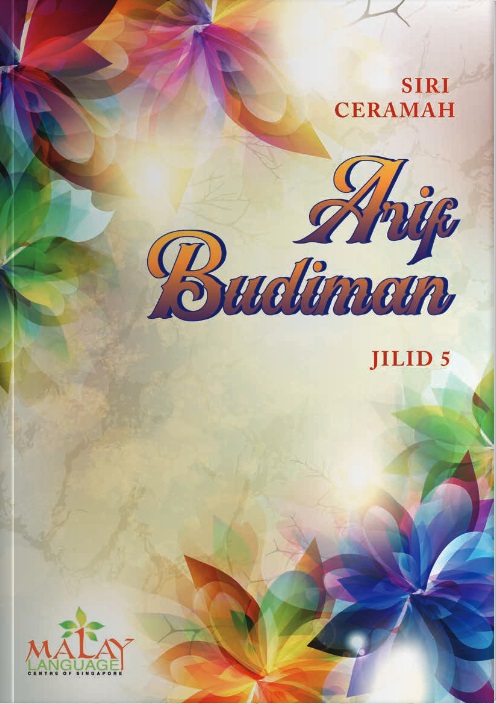 SIRI
CERAMAH
Arif
Budiman
JILID 5
MALAY
LANGUAGE
CENTRE OF SINGAPORE